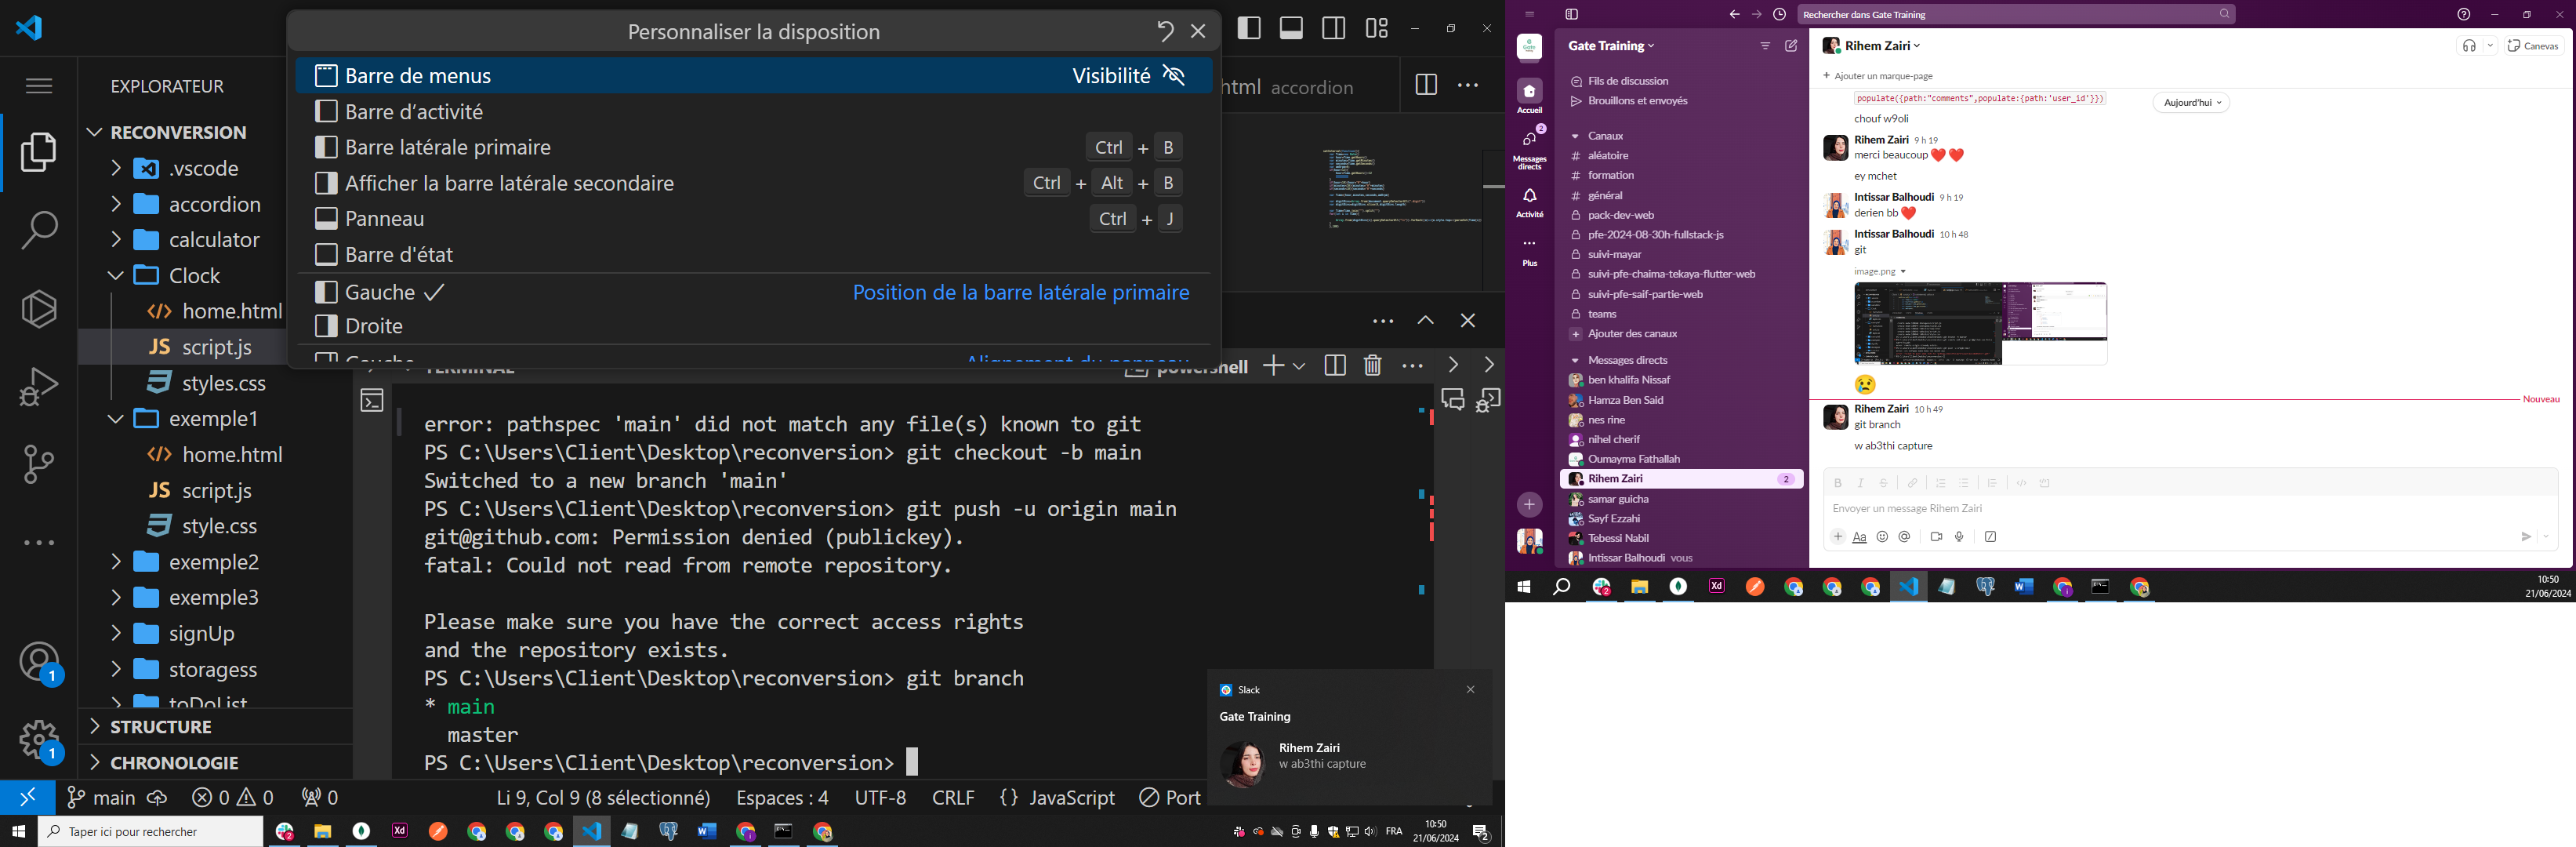 Personnaliser la disposition
Barre de menus
Visibilité
Barre d'activité
Barre latérale primaire
Ctrl + B
Afficher la barre latérale secondaire
Ctrl + Alt + B
Panneau
Ctrl + J
Barre d'état
Gauche
Position de la barre latérale primaire
Droite
html accordion
EXPLORATEUR
RECONVERSION
.vscode
accordion
calculator
Clock
home.html
JS script.js
styles.css
exemple1
home.html
JS script.js
style.css
exemple2
exemple3
signUp
storagess
toDoList
STRUCTURE
CHRONOLOGIE
1
1
TERMINAL
powershell
error: pathspec 'main' did not match any file(s) known to git
PS C:\Users\Client\Desktop\reconversion> git checkout -b main
Switched to a new branch 'main'
PS C:\Users\Client\Desktop\reconversion> git push -u origin main
git@github.com: Permission denied (publickey).
fatal: Could not read from remote repository.
Please make sure you have the correct access rights
and the repository exists.
PS C:\Users\Client\Desktop\reconversion> git branch
* main
master
PS C:\Users\Client\Desktop\reconversion>
Slack
Gate Training
Rihem Zairi
w ab3thi capture
main
0 0
0
Li 9, Col 9 (8 sélectionné)
Espaces : 4
UTF-8
CRLF
{} JavaScript
Port
Taper ici pour rechercher
Xd
FRA
10:50
21/06/2024
2
Rechercher dans Gate Training
Gate Training
Accueil
2
Messages directs
Activité
Plus
Fils de discussion
Brouillons et envoyés
Canaux
# aléatoire
# formation
# général
pack-dev-web
pfe-2024-08-30h-fullstack-js
suivi-mayar
suivi-pfe-chaima-tekaya-flutter-web
suivi-pfe-saif-partie-web
teams
+ Ajouter des canaux
Messages directs
ben khalifa Nissaf
Hamza Ben Said
nes rine
nihel cherif
Oumayma Fathallah
Rihem Zairi 2
samar guicha
Sayf Ezzahi
Tebessi Nabil
Intissar Balhoudi vous
Rihem Zairi
Canevas
+ Ajouter un marque-page
populate({path:"comments",populate:{path:'user_id'}})
Aujourd'hui
chouf w9oli
Rihem Zairi 9 h 19
merci beaucoup ❤️ ❤️
ey mchet
Intissar Balhoudi 9 h 19
derien bb ❤️
Intissar Balhoudi 10 h 48
git
image.png
😢
Nouveau
Rihem Zairi 10 h 49
git branch
w ab3thi capture
B I S
Envoyer un message Rihem Zairi
+ Aa
Xd
10:50
21/06/2024